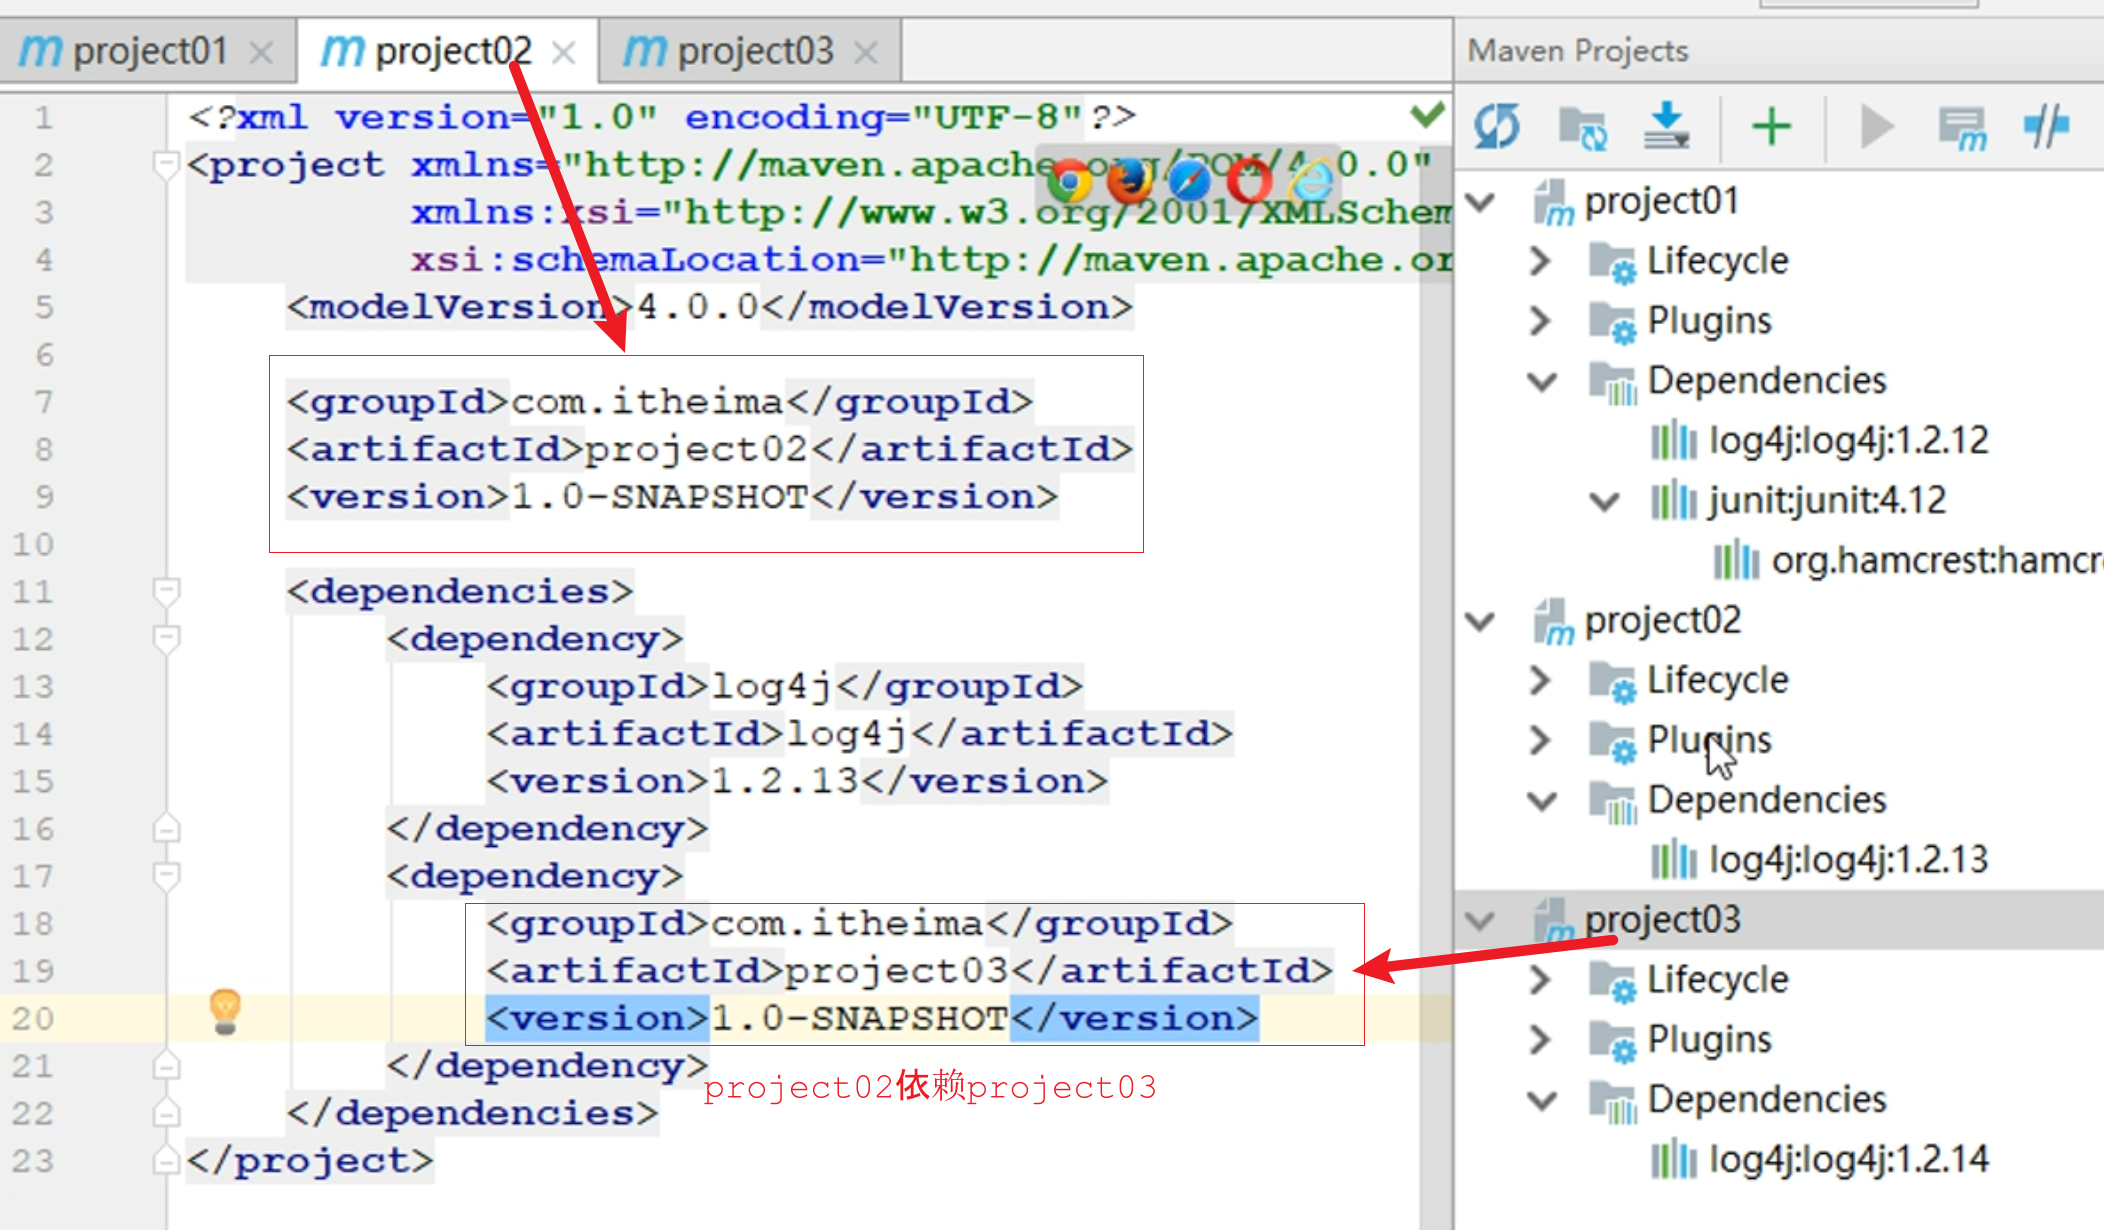 project01
project02
project03
Maven Projects
1 <?xml version="1.0" encoding="UTF-8"?>
2 <project xmlns="http://maven.apache.org/POM/4.0.0"
3 xmlns:xsi="http://www.w3.org/2001/XMLSchem
4 xsi:schemaLocation="http://maven.apache.or
5 <modelVersion>4.0.0</modelVersion>
6
7 <groupId>com.itheima</groupId>
8 <artifactId>project02</artifactId>
9 <version>1.0-SNAPSHOT</version>
10
11 <dependencies>
12 <dependency>
13 <groupId>log4j</groupId>
14 <artifactId>log4j</artifactId>
15 <version>1.2.13</version>
16 </dependency>
17 <dependency>
18 <groupId>com.itheima</groupId>
19 <artifactId>project03</artifactId>
20 <version>1.0-SNAPSHOT</version>
21 </dependency>
project02依赖project03
22 </dependencies>
23 </project>
project01
Lifecycle
Plugins
Dependencies
log4j:log4j:1.2.12
junit:junit:4.12
org.hamcrest:hamcr
project02
Lifecycle
Plugins
Dependencies
log4j:log4j:1.2.13
project03
Lifecycle
Plugins
Dependencies
log4j:log4j:1.2.14